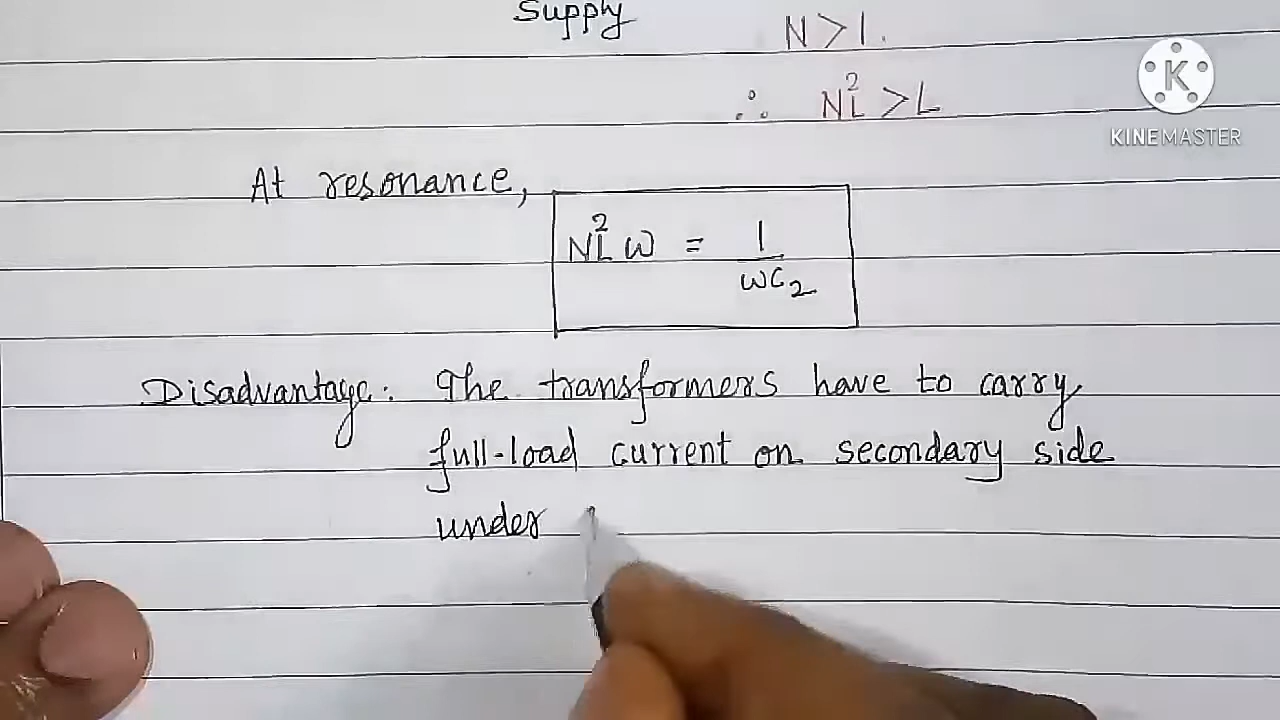 Supply
N > 1.
∴ N²L > L
KINEMASTER
At resonance,
N²Lω = 1/ωC₂
Disadvantage: The transformers have to carry
full-load current on secondary side
under